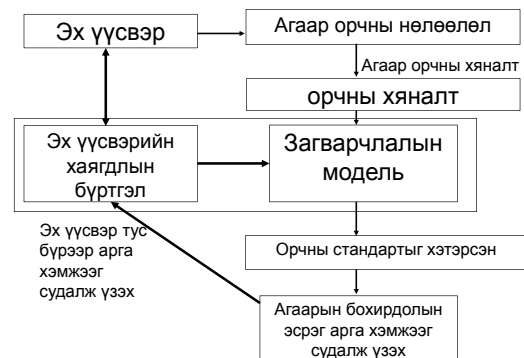 Эх үүсвэр
Агаар орчны нөлөөлөл
Агаар орчны хяналт
орчны хяналт
Эх үүсвэрийн
хаягдлын
бүртгэл
Загварчлалын
модель
Эх үүсвэр тус
бүрээр арга
хэмжээг
судалж үзэх
Орчны стандартыг хэтэрсэн
Агаарын бохирдолын
эсрэг арга хэмжээг
судалж үзэх